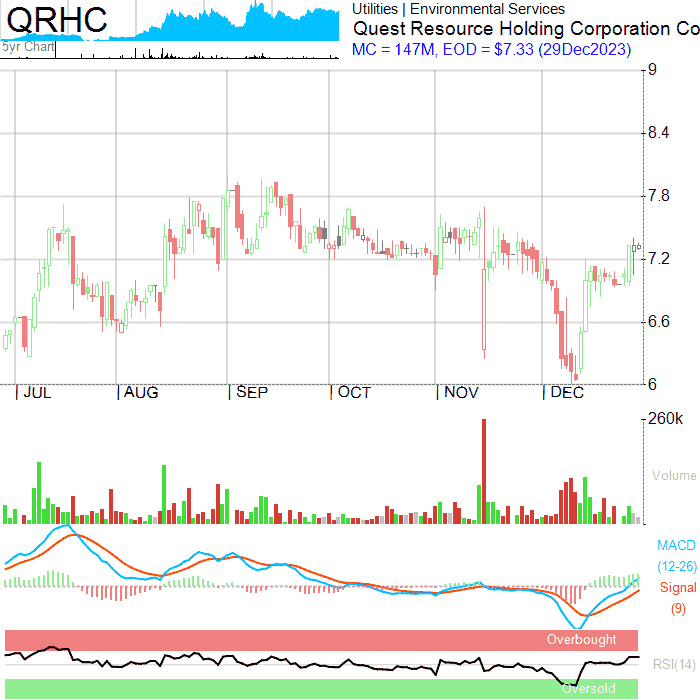 QRHC
5yr Chart
Utilities | Environmental Services
Quest Resource Holding Corporation Co
MC = 147M, EOD = $7.33 (29Dec2023)
9
8.4
7.8
7.2
6.6
6
| JUL | AUG | SEP | OCT | NOV | DEC
260k
Volume
MACD
(12-26)
Signal
(9)
Overbought
RSI(14)
Oversold